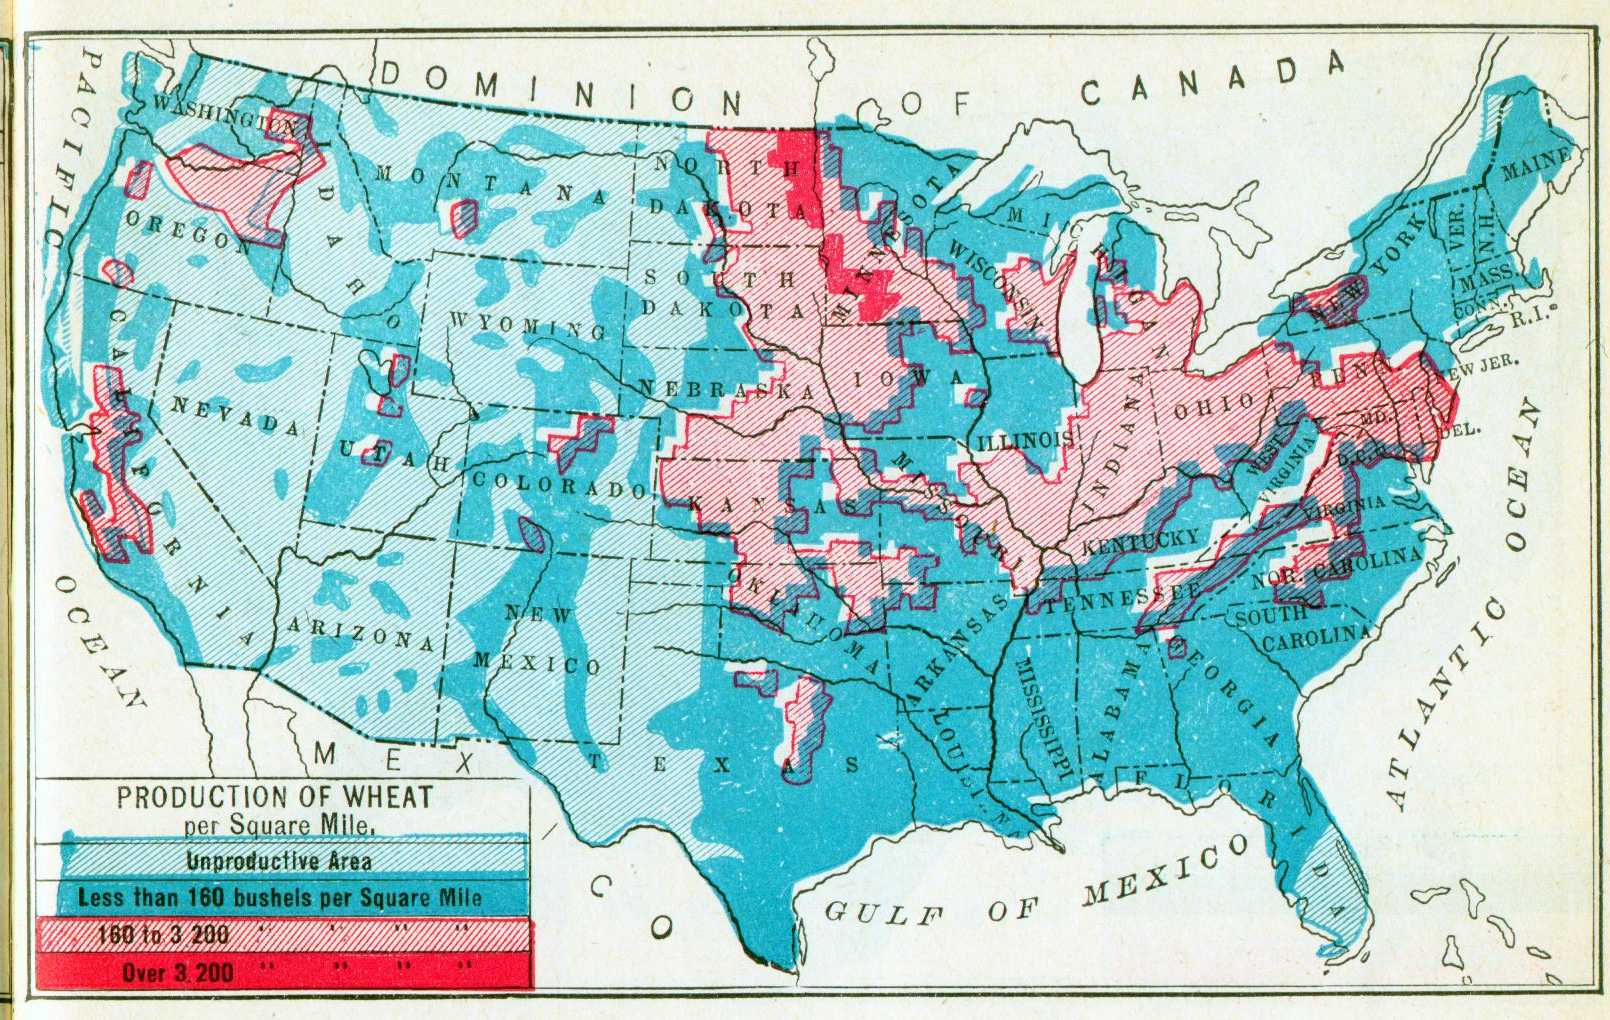 DOMINION OF CANADA
PACIFIC
OCEAN
WASHINGTON
OREGON
CALIFORNIA
IDAHO
NEVADA
MONTANA
WYOMING
UTAH
COLORADO
ARIZONA
NEW
MEXICO
NORTH
DAKOTA
SOUTH
DAKOTA
NEBRASKA
KANSAS
OKLAHOMA
TEXAS
MINNESOTA
IOWA
MISSOURI
ARKANSAS
LOUISIANA
WISCONSIN
MICHIGAN
ILLINOIS
INDIANA
OHIO
KENTUCKY
TENNESSEE
MISSISSIPPI
ALABAMA
GEORGIA
FLORIDA
SOUTH
CAROLINA
NOR. CAROLINA
VIRGINIA
WEST
VIRGINIA
MD.
D.C.
DEL.
PENN
NEW JER.
NEW YORK
CONN.
R.I.
MASS.
VER.
N.H.
MAINE
ATLANTIC OCEAN
GULF OF MEXICO
MEXICO
PRODUCTION OF WHEAT
per Square Mile.
Unproductive Area
Less than 160 bushels per Square Mile
160 to 3 200 " " " "
Over 3 200 " " " "